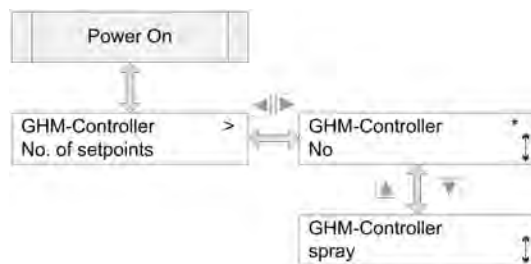 Power On
GHM-Controller >
No. of setpoints
GHM-Controller *
No
GHM-Controller
spray